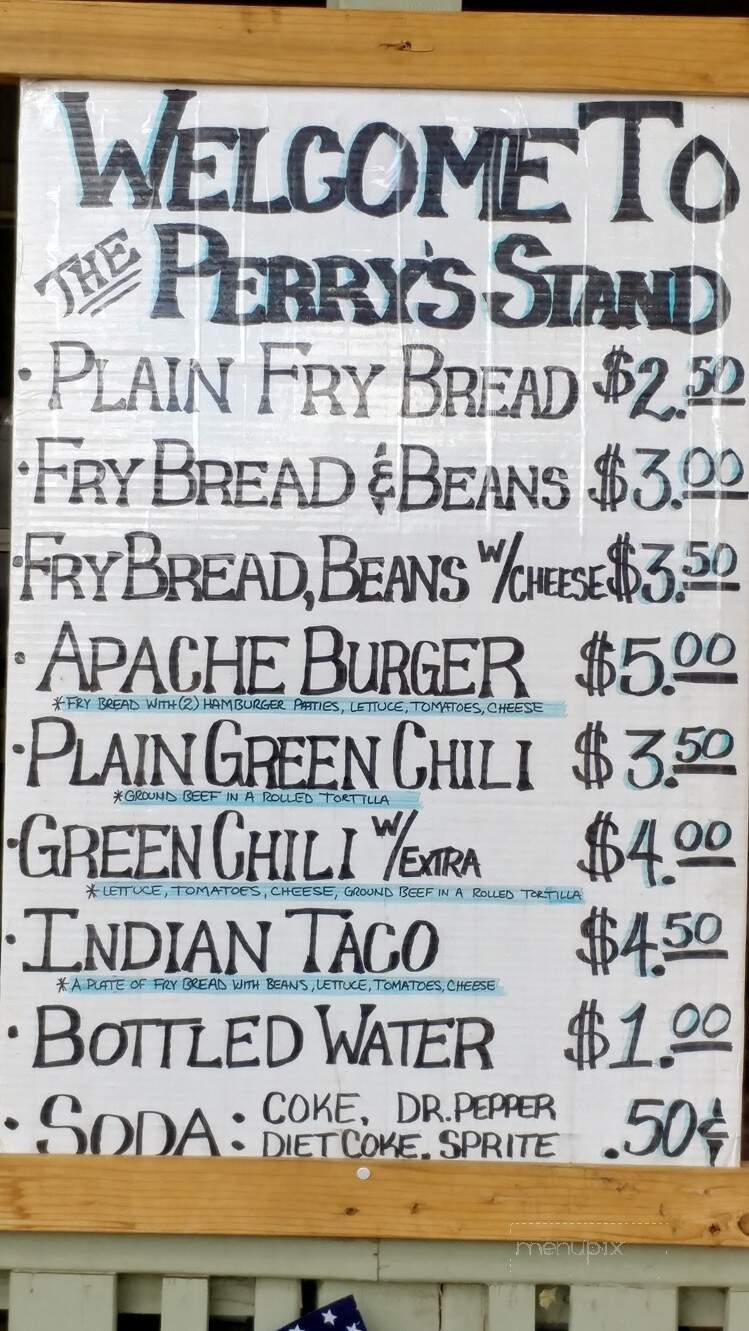 WELCOME TO
THE PERRY'S STAND
• PLAIN FRY BREAD $2.50
• FRY BREAD & BEANS $3.00
• FRY BREAD, BEANS W/CHEESE $3.50
• APACHE BURGER $5.00
*FRY BREAD WITH (2) HAMBURGER PATTIES, LETTUCE, TOMATOES, CHEESE
• PLAIN GREEN CHILI $3.50
*GROUND BEEF IN A ROLLED TORTILLA
• GREEN CHILI W/EXTRA $4.00
* LETTUCE, TOMATOES, CHEESE, GROUND BEEF IN A ROLLED TORTILLA
• INDIAN TACO $4.50
* A PLATE OF FRY BREAD WITH BEANS, LETTUCE, TOMATOES, CHEESE
• BOTTLED WATER $1.00
• SODA: COKE, DR. PEPPER
DIET COKE, SPRITE .50¢
menupix